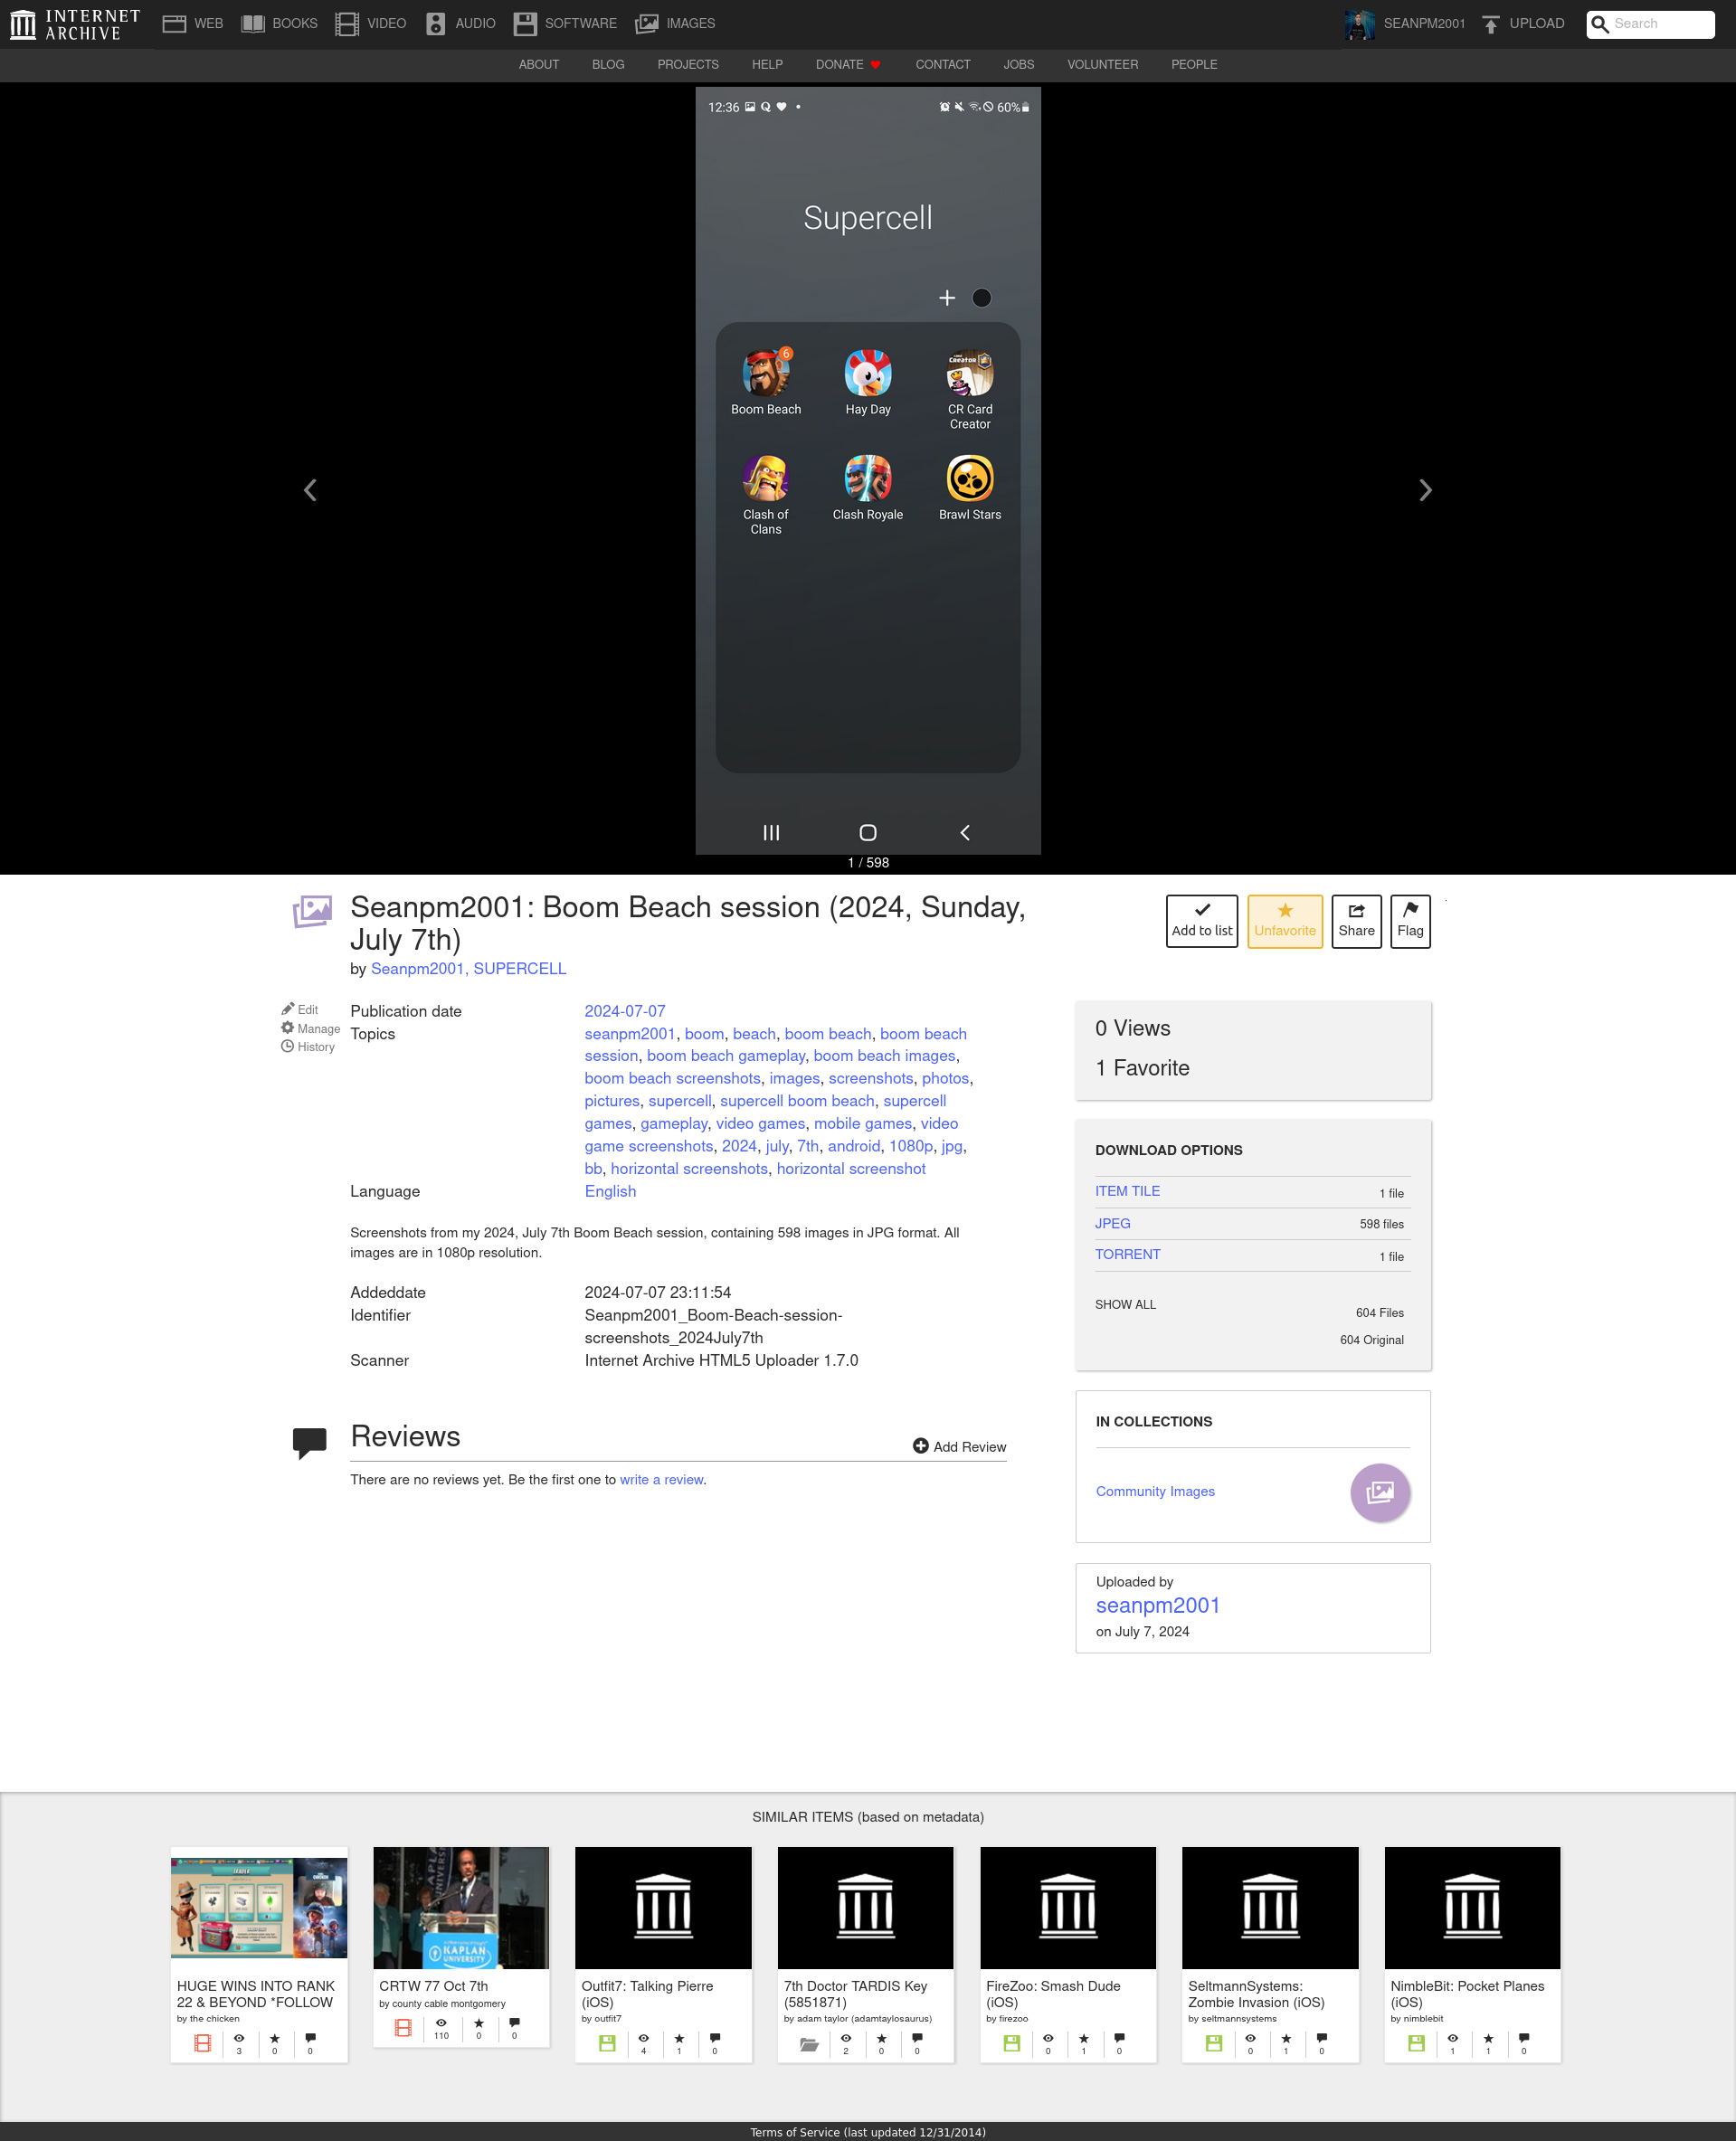 INTERNET ARCHIVE
WEB BOOKS VIDEO AUDIO SOFTWARE IMAGES
SEANPM2001 UPLOAD Search
ABOUT BLOG PROJECTS HELP DONATE CONTACT JOBS VOLUNTEER PEOPLE
12:36 60%
Supercell
6
Boom Beach Hay Day CR Card
Creator
Clash of Clash Royale Brawl Stars
Clans
1 / 598
Seanpm2001: Boom Beach session (2024, Sunday,
July 7th)
by Seanpm2001, SUPERCELL
Add to list Unfavorite Share Flag
Edit
Manage
History
Publication date 2024-07-07
Topics seanpm2001, boom, beach, boom beach, boom beach
session, boom beach gameplay, boom beach images,
boom beach screenshots, images, screenshots, photos,
pictures, supercell, supercell boom beach, supercell
games, gameplay, video games, mobile games, video
game screenshots, 2024, july, 7th, android, 1080p, jpg,
bb, horizontal screenshots, horizontal screenshot
Language English
Screenshots from my 2024, July 7th Boom Beach session, containing 598 images in JPG format. All
images are in 1080p resolution.
Addeddate 2024-07-07 23:11:54
Identifier Seanpm2001_Boom-Beach-session-
screenshots_2024July7th
Scanner Internet Archive HTML5 Uploader 1.7.0
Reviews
Add Review
There are no reviews yet. Be the first one to write a review.
0 Views
1 Favorite
DOWNLOAD OPTIONS
ITEM TILE 1 file
JPEG 598 files
TORRENT 1 file
SHOW ALL 604 Files
604 Original
IN COLLECTIONS
Community Images
Uploaded by
seanpm2001
on July 7, 2024
SIMILAR ITEMS (based on metadata)
KAPLAN
UNIVERSITY
HUGE WINS INTO RANK
22 & BEYOND *FOLLOW
by the chicken
3 0 0
CRTW 77 Oct 7th
by county cable montgomery
110 0 0
Outfit7: Talking Pierre
(iOS)
by outfit7
4 1 0
7th Doctor TARDIS Key
(5851871)
by adam taylor (adamtaylosaurus)
2 0 0
FireZoo: Smash Dude
(iOS)
by firezoo
0 1 0
SeltmannSystems:
Zombie Invasion (iOS)
by seltmannsystems
0 1 0
NimbleBit: Pocket Planes
(iOS)
by nimblebit
1 1 0
Terms of Service (last updated 12/31/2014)